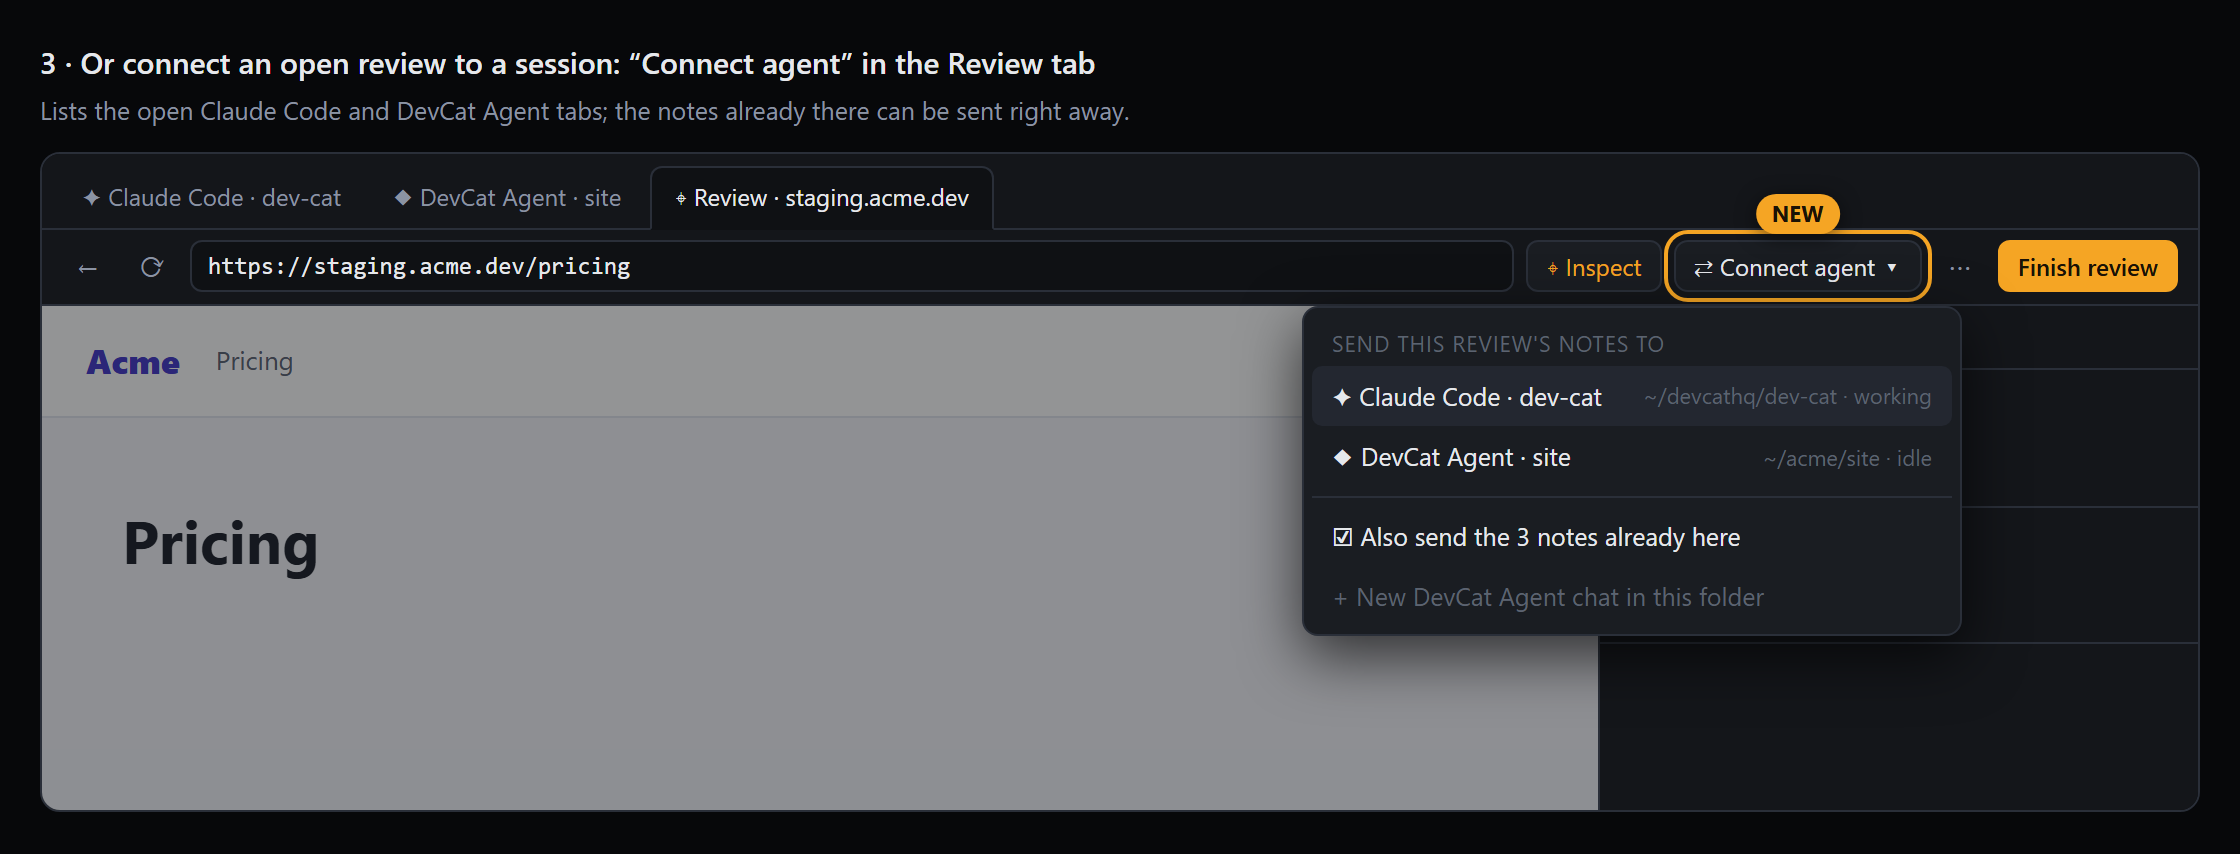 3 · Or connect an open review to a session: “Connect agent” in the Review tab
Lists the open Claude Code and DevCat Agent tabs; the notes already there can be sent right away.
✦ Claude Code · dev-cat
◆ DevCat Agent · site
⌖ Review · staging.acme.dev
NEW
← ⟳ https://staging.acme.dev/pricing
⌖ Inspect
⇄ Connect agent ▾
···
Finish review
Acme
Pricing
SEND THIS REVIEW'S NOTES TO
✦ Claude Code · dev-cat ~/devcathq/dev-cat · working
◆ DevCat Agent · site ~/acme/site · idle
☑ Also send the 3 notes already here
+ New DevCat Agent chat in this folder
Pricing